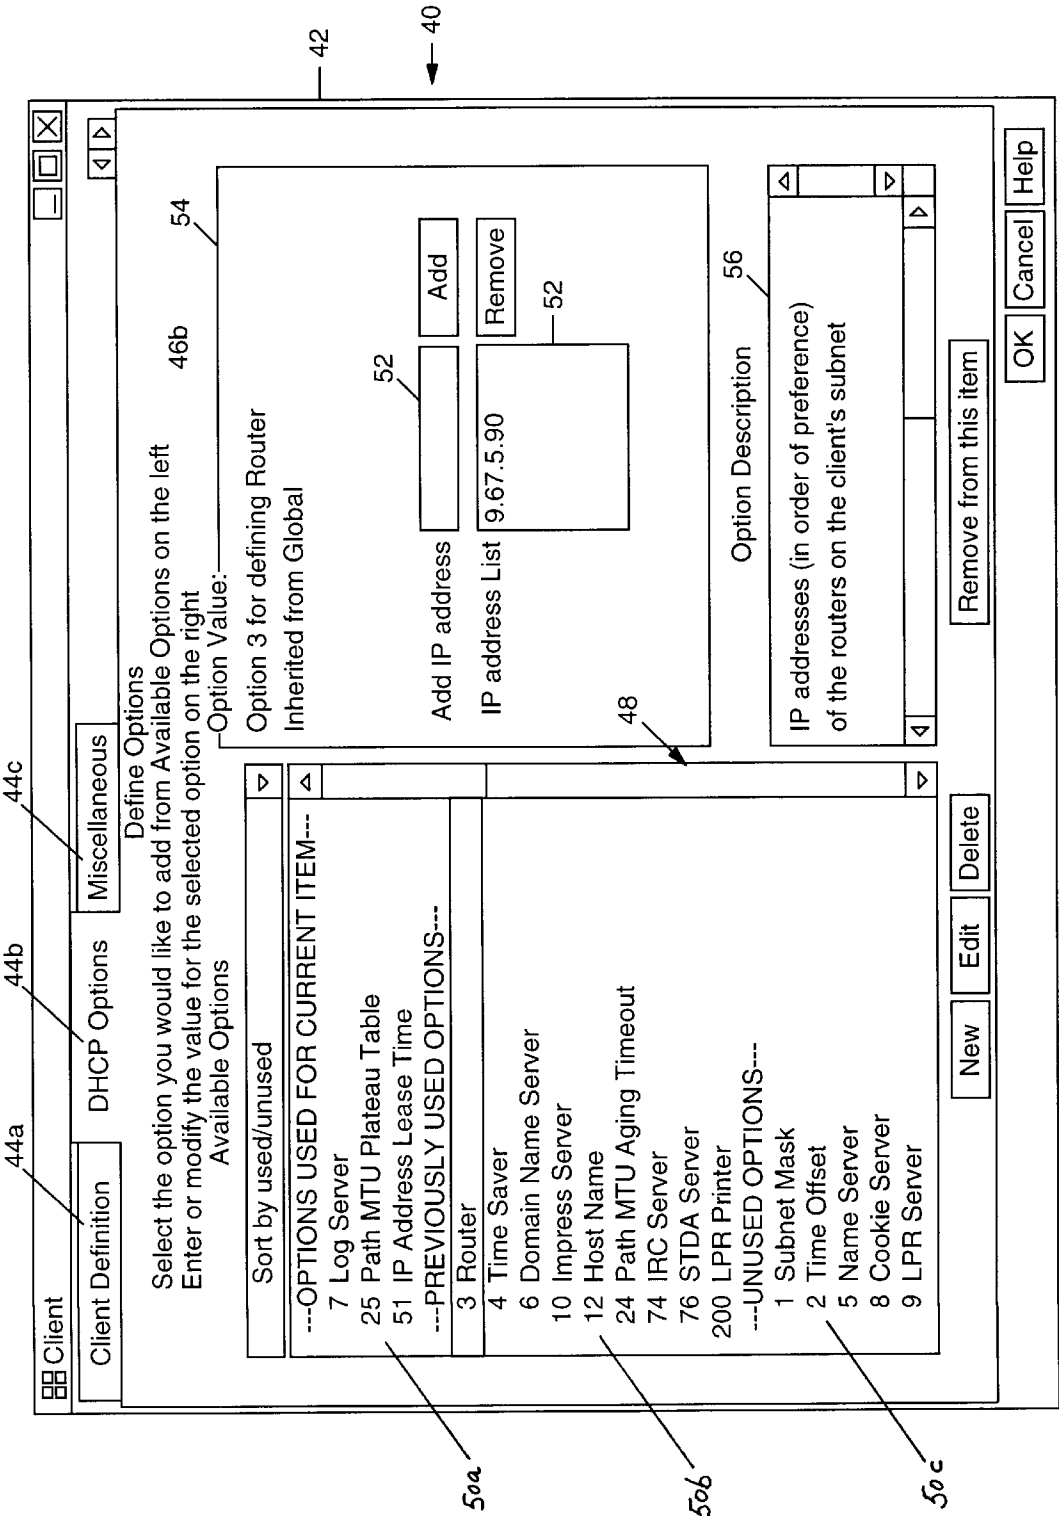 42
40
Client
44a
44b
44c
Client Definition
DHCP Options
Miscellaneous
Define Options
Select the option you would like to add from Available Options on the left
Enter or modify the value for the selected option on the right
46b
Available Options
Sort by used/unused
---OPTIONS USED FOR CURRENT ITEM---
7 Log Server
25 Path MTU Plateau Table
51 IP Address Lease Time
---PREVIOUSLY USED OPTIONS---
3 Router
4 Time Saver
6 Domain Name Server
10 Impress Server
12 Host Name
24 Path MTU Aging Timeout
74 IRC Server
76 STDA Server
200 LPR Printer
---UNUSED OPTIONS---
1 Subnet Mask
2 Time Offset
5 Name Server
8 Cookie Server
9 LPR Server
50a
50b
50c
48
New Edit Delete
Option Value:
54
Option 3 for defining Router
Inherited from Global
52
Add IP address
Add
IP address List
9.67.5.90
Remove
52
Option Description
56
IP addresses (in order of preference)
of the routers on the client's subnet
Remove from this item
OK Cancel Help